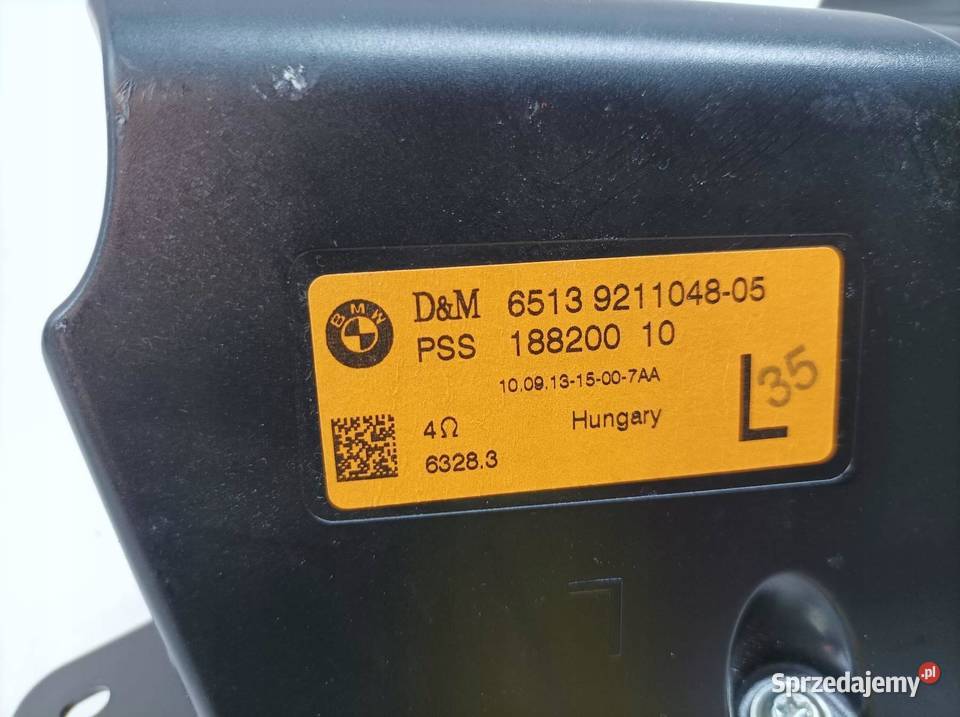 BMW
D&M 6513 9211048-05
PSS 188200 10
10.09.13-15-00-7AA
4Ω
Hungary
6328.3
L
35
L
Sprzedajemy.pl